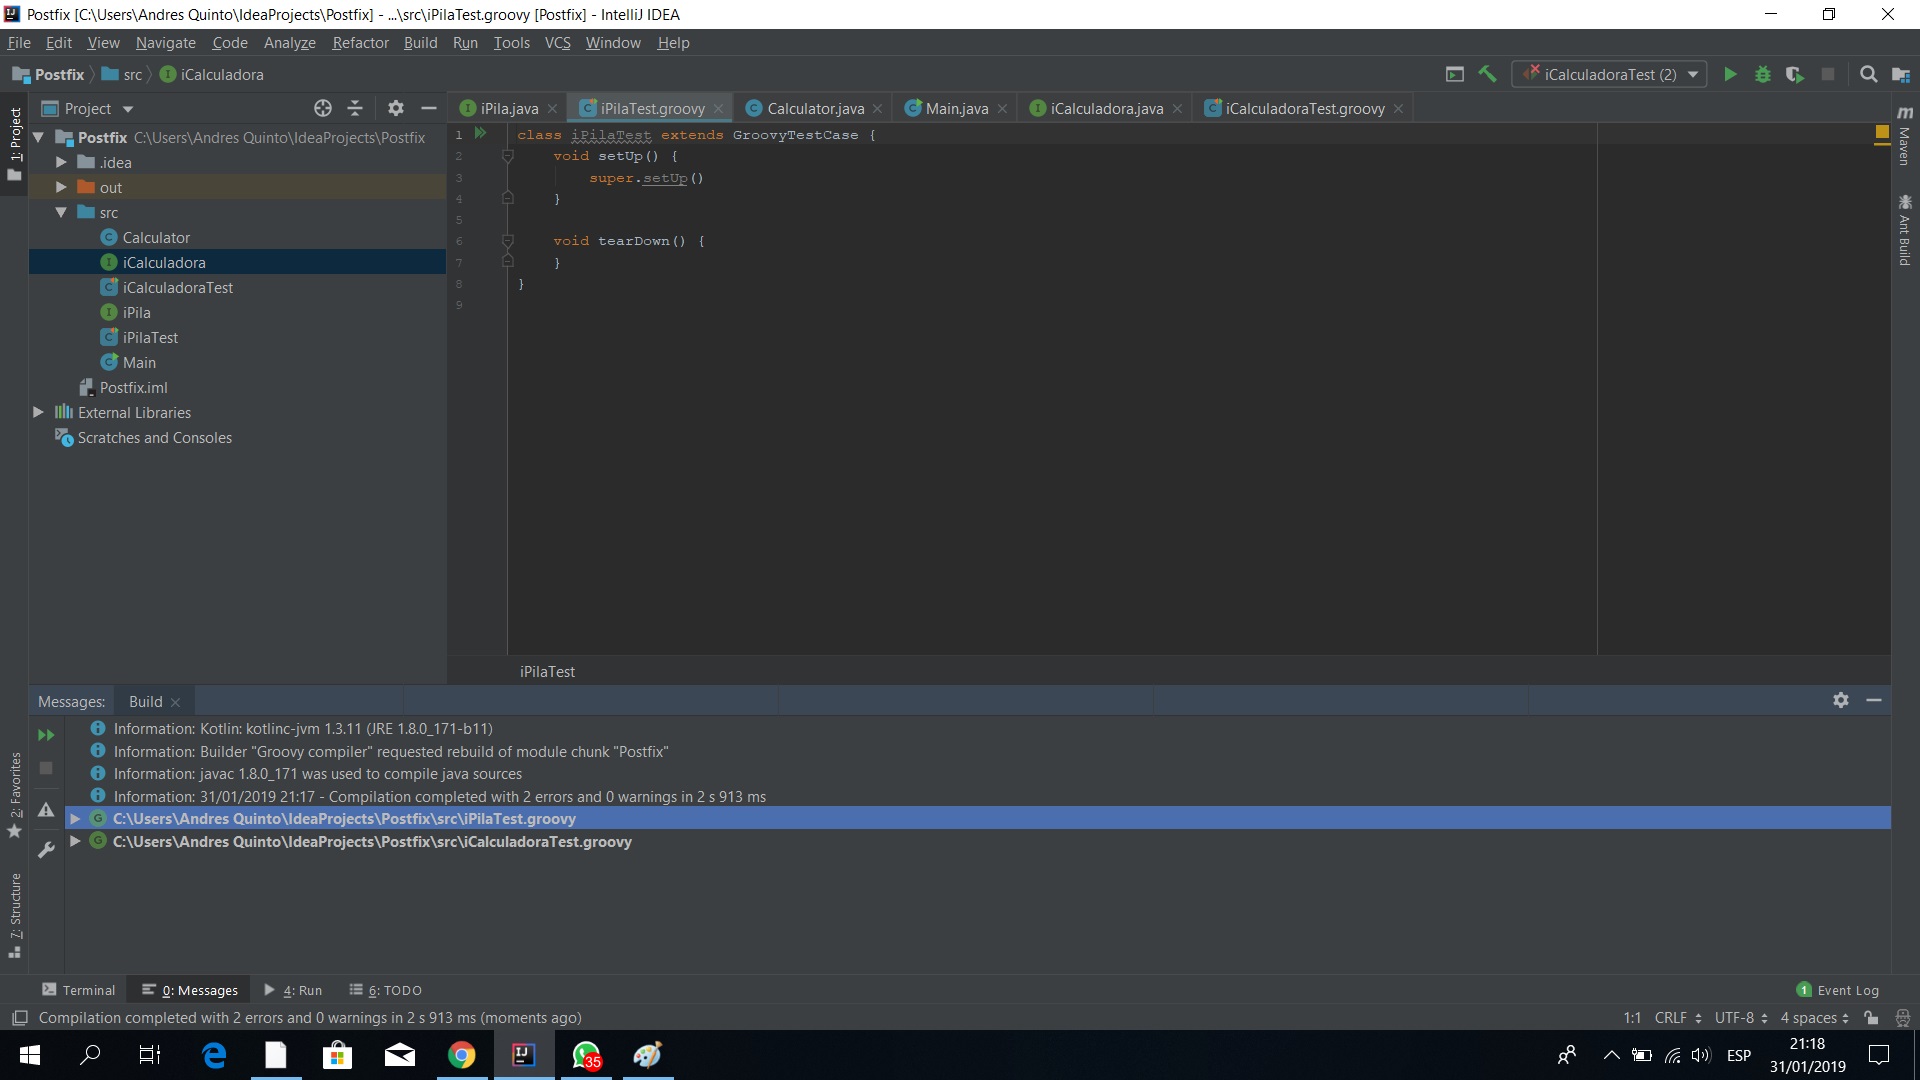 Postfix [C:\Users\Andres Quinto\IdeaProjects\Postfix] - ...\src\iPilaTest.groovy [Postfix] - IntelliJ IDEA
File Edit View Navigate Code Analyze Refactor Build Run Tools VCS Window Help
Postfix src iCalculadora
iCalculadoraTest (2)
Project
iPila.java iPilaTest.groovy Calculator.java Main.java iCalculadora.java iCalculadoraTest.groovy
1: Project
Postfix C:\Users\Andres Quinto\IdeaProjects\Postfix
.idea
out
src
Calculator
iCalculadora
iCalculadoraTest
iPila
iPilaTest
Main
Postfix.iml
External Libraries
Scratches and Consoles
1 class iPilaTest extends GroovyTestCase {
2 void setUp() {
3 super.setUp()
4 }
5
6 void tearDown() {
7 }
8 }
9
iPilaTest
Maven
Ant Build
Messages: Build
Information: Kotlin: kotlinc-jvm 1.3.11 (JRE 1.8.0_171-b11)
Information: Builder "Groovy compiler" requested rebuild of module chunk "Postfix"
Information: javac 1.8.0_171 was used to compile java sources
Information: 31/01/2019 21:17 - Compilation completed with 2 errors and 0 warnings in 2 s 913 ms
C:\Users\Andres Quinto\IdeaProjects\Postfix\src\iPilaTest.groovy
C:\Users\Andres Quinto\IdeaProjects\Postfix\src\iCalculadoraTest.groovy
2: Favorites
7: Structure
Terminal 0: Messages 4: Run 6: TODO
1 Event Log
Compilation completed with 2 errors and 0 warnings in 2 s 913 ms (moments ago)
1:1 CRLF UTF-8 4 spaces
35
ESP
21:18
31/01/2019